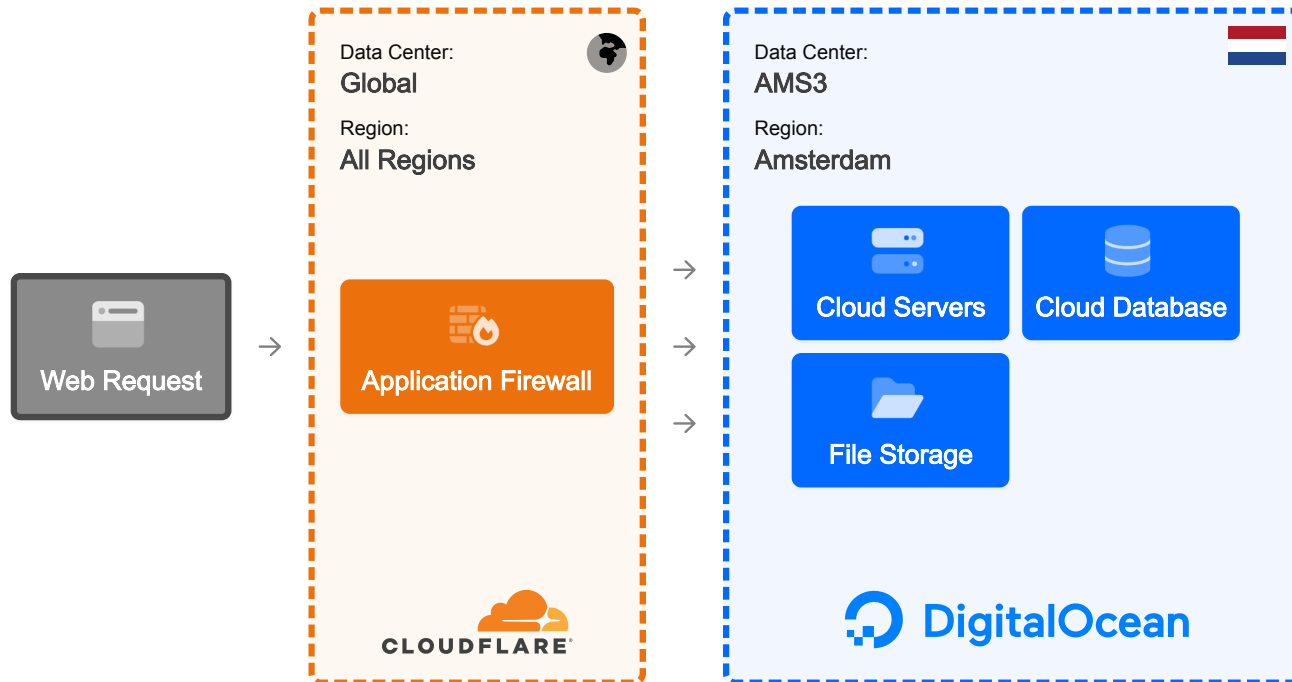 Web Request
Data Center:
Global
Region:
All Regions
Application Firewall
CLOUDFLARE
Data Center:
AMS3
Region:
Amsterdam
Cloud Servers
Cloud Database
File Storage
DigitalOcean